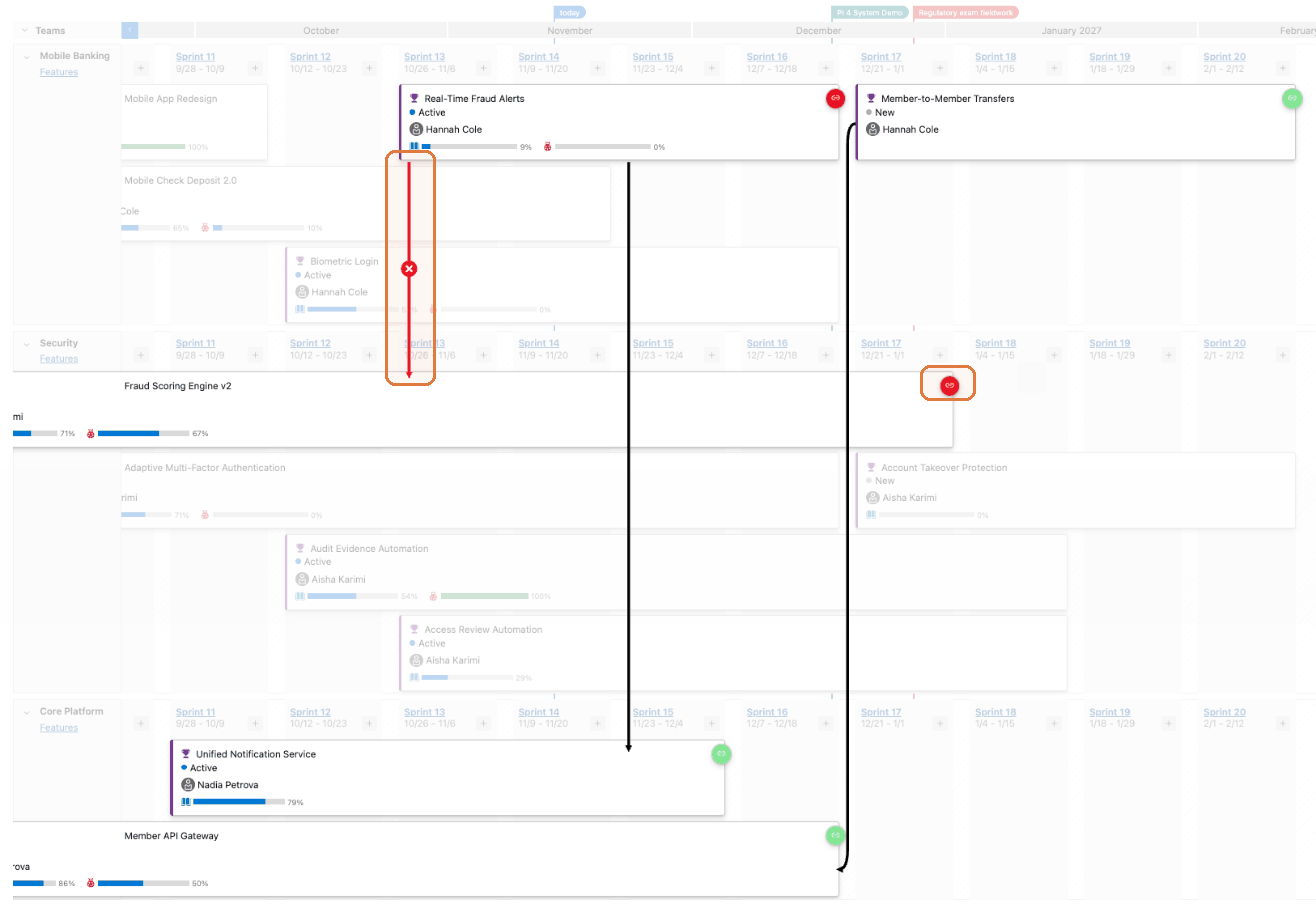 today
PI 4 System Demo
Regulatory exam fieldwork
Teams
October
November
December
January 2027
February
Mobile Banking
Features
Sprint 11
9/28 - 10/9
Sprint 12
10/12 - 10/23
Sprint 13
10/26 - 11/6
Sprint 14
11/9 - 11/20
Sprint 15
11/23 - 12/4
Sprint 16
12/7 - 12/18
Sprint 17
12/21 - 1/1
Sprint 18
1/4 - 1/15
Sprint 19
1/18 - 1/29
Sprint 20
2/1 - 2/12
Mobile App Redesign
100%
Real-Time Fraud Alerts
Active
Hannah Cole
9%
0%
Member-to-Member Transfers
New
Hannah Cole
Mobile Check Deposit 2.0
Cole
65%
10%
Biometric Login
Active
Hannah Cole
0%
Security
Features
Sprint 11
9/28 - 10/9
Sprint 12
10/12 - 10/23
Sprint 13
10/26 - 11/6
Sprint 14
11/9 - 11/20
Sprint 15
11/23 - 12/4
Sprint 16
12/7 - 12/18
Sprint 17
12/21 - 1/1
Sprint 18
1/4 - 1/15
Sprint 19
1/18 - 1/29
Sprint 20
2/1 - 2/12
Fraud Scoring Engine v2
mi
71%
67%
Adaptive Multi-Factor Authentication
rimi
71%
0%
Account Takeover Protection
New
Aisha Karimi
0%
Audit Evidence Automation
Active
Aisha Karimi
54%
100%
Access Review Automation
Active
Aisha Karimi
29%
Core Platform
Features
Sprint 11
9/28 - 10/9
Sprint 12
10/12 - 10/23
Sprint 13
10/26 - 11/6
Sprint 14
11/9 - 11/20
Sprint 15
11/23 - 12/4
Sprint 16
12/7 - 12/18
Sprint 17
12/21 - 1/1
Sprint 18
1/4 - 1/15
Sprint 19
1/18 - 1/29
Sprint 20
2/1 - 2/12
Unified Notification Service
Active
Nadia Petrova
79%
Member API Gateway
rova
86%
50%